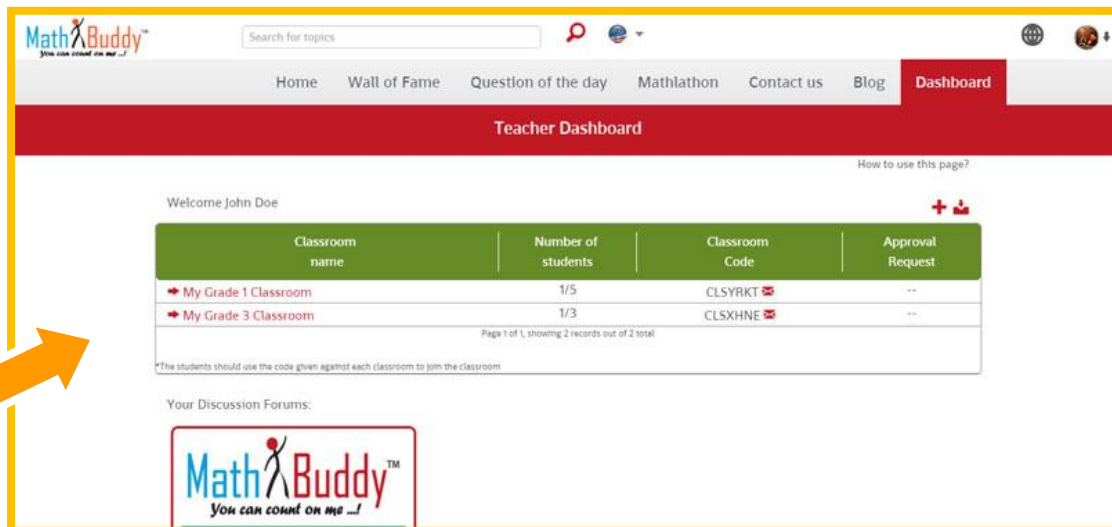 Math Buddy™
You can count on me ...!
Search for topics
Home Wall of Fame Question of the day Mathlathon Contact us Blog Dashboard
Teacher Dashboard
How to use this page?
Welcome John Doe
Classroom name Number of students Classroom Code Approval Request
My Grade 1 Classroom 1/5 CLSYRKT --
My Grade 3 Classroom 1/3 CLSXHNE --
Page 1 of 1, showing 2 records out of 2 total
*The students should use the code given against each classroom to join the classroom
Your Discussion Forums:
Math Buddy™
You can count on me ...!